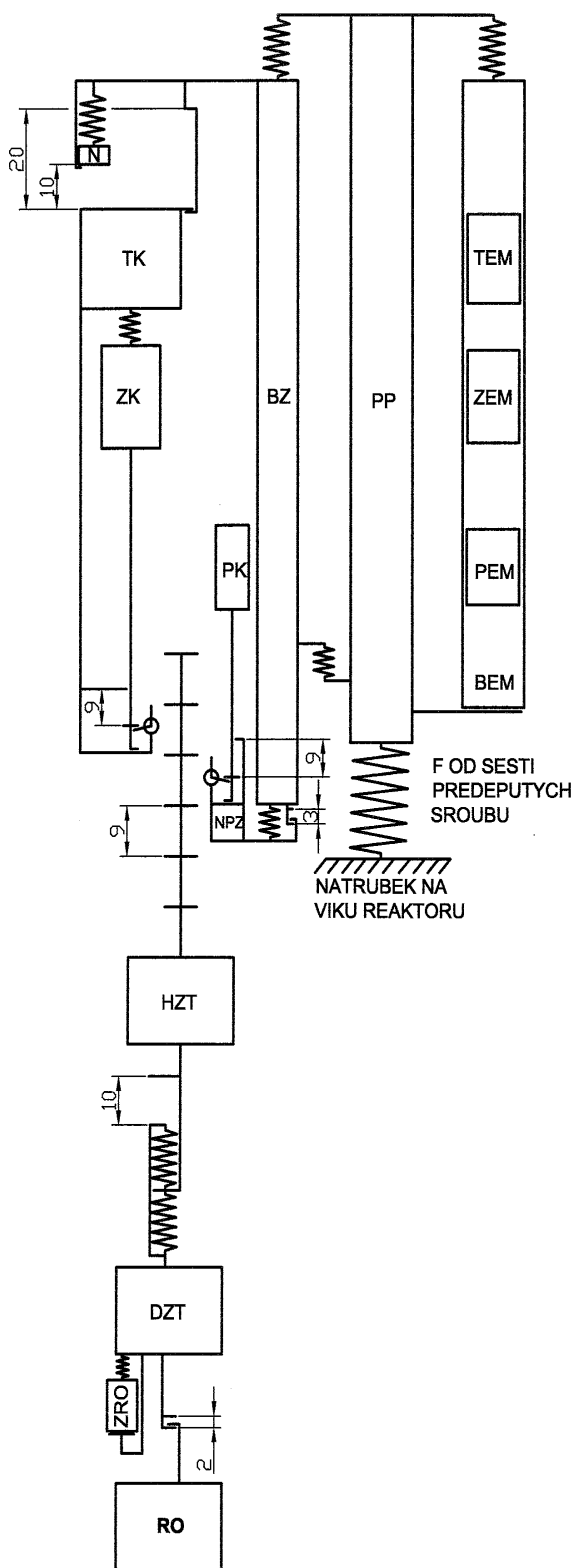 20
N
10
TK
TEM
ZK
BZ
PP
ZEM
PK
PEM
BEM
9
9
F OD SESTI
PREDEPUTYCH
SROUBU
9
NPZ
3
NATRUBEK NA
VIKU REAKTORU
HZT
10
DZT
ZRO
2
RO